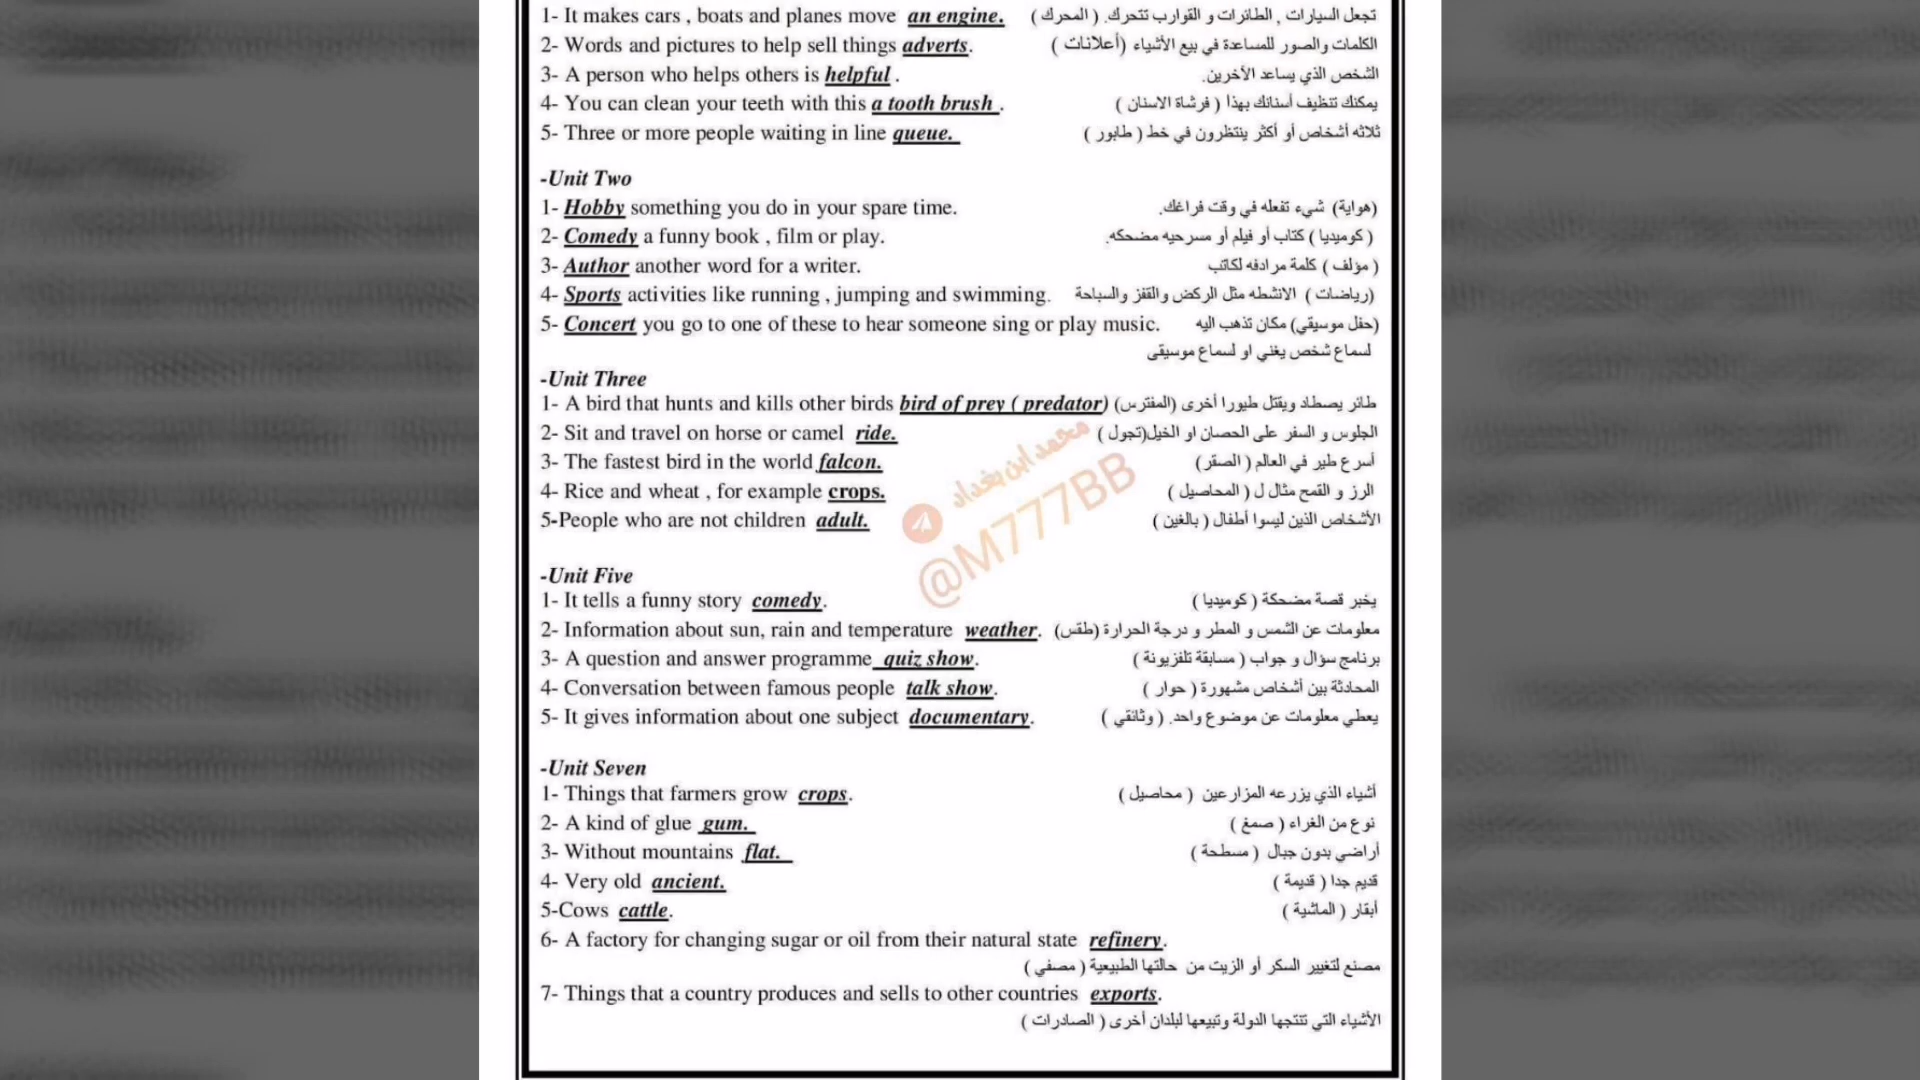 1- It makes cars , boats and planes move an engine. تجعل السيارات , الطائرات و القوارب تتحرك. ( المحرك )
2- Words and pictures to help sell things adverts. الكلمات والصور للمساعدة في بيع الأشياء (أعلانات )
3- A person who helps others is helpful . الشخص الذي يساعد الآخرين.
4- You can clean your teeth with this a tooth brush . يمكنك تنظيف أسنانك بهذا ( فرشاة الاسنان )
5- Three or more people waiting in line queue. ثلاثه أشخاص أو أكثر ينتظرون في خط ( طابور )
-Unit Two
1- Hobby something you do in your spare time. (هواية) شيء تفعله في وقت فراغك.
2- Comedy a funny book , film or play. ( كوميديا ) كتاب أو فيلم أو مسرحيه مضحكه.
3- Author another word for a writer. ( مؤلف ) كلمة مرادفه لكاتب
4- Sports activities like running , jumping and swimming. (رياضات ) الانشطه مثل الركض والقفز والسباحة
5- Concert you go to one of these to hear someone sing or play music. (حفل موسيقي) مكان تذهب اليه
لسماع شخص يغني او لسماع موسيقى
-Unit Three
1- A bird that hunts and kills other birds bird of prey ( predator) طائر يصطاد ويقتل طيورا أخرى (المفترس)
2- Sit and travel on horse or camel ride. الجلوس و السفر على الحصان او الخيل(تجول )
3- The fastest bird in the world falcon. أسرع طير في العالم ( الصقر)
4- Rice and wheat , for example crops. الرز و القمح مثال ل ( المحاصيل )
5-People who are not children adult. الأشخاص الذين ليسوا أطفال ( بالغين )
محمد ابن بغداد
@M777BB
-Unit Five
1- It tells a funny story comedy. يخبر قصة مضحكة ( كوميديا )
2- Information about sun, rain and temperature weather. معلومات عن الشمس و المطر و درجة الحرارة (طقس)
3- A question and answer programme quiz show. برنامج سؤال و جواب ( مسابقة تلفزيونة )
4- Conversation between famous people talk show. المحادثة بين أشخاص مشهورة ( حوار )
5- It gives information about one subject documentary. يعطي معلومات عن موضوع واحد. ( وثائقي )
-Unit Seven
1- Things that farmers grow crops. أشياء الذي يزرعه المزارعين ( محاصيل )
2- A kind of glue gum. نوع من الغراء ( صمغ )
3- Without mountains flat. أراضي بدون جبال ( مسطحة )
4- Very old ancient. قديم جدا ( قديمة )
5-Cows cattle. أبقار ( الماشية )
6- A factory for changing sugar or oil from their natural state refinery.
مصنع لتغيير السكر أو الزيت من حالتها الطبيعية ( مصفي )
7- Things that a country produces and sells to other countries exports.
الأشياء التي تنتجها الدولة وتبيعها لبلدان أخرى ( الصادرات )